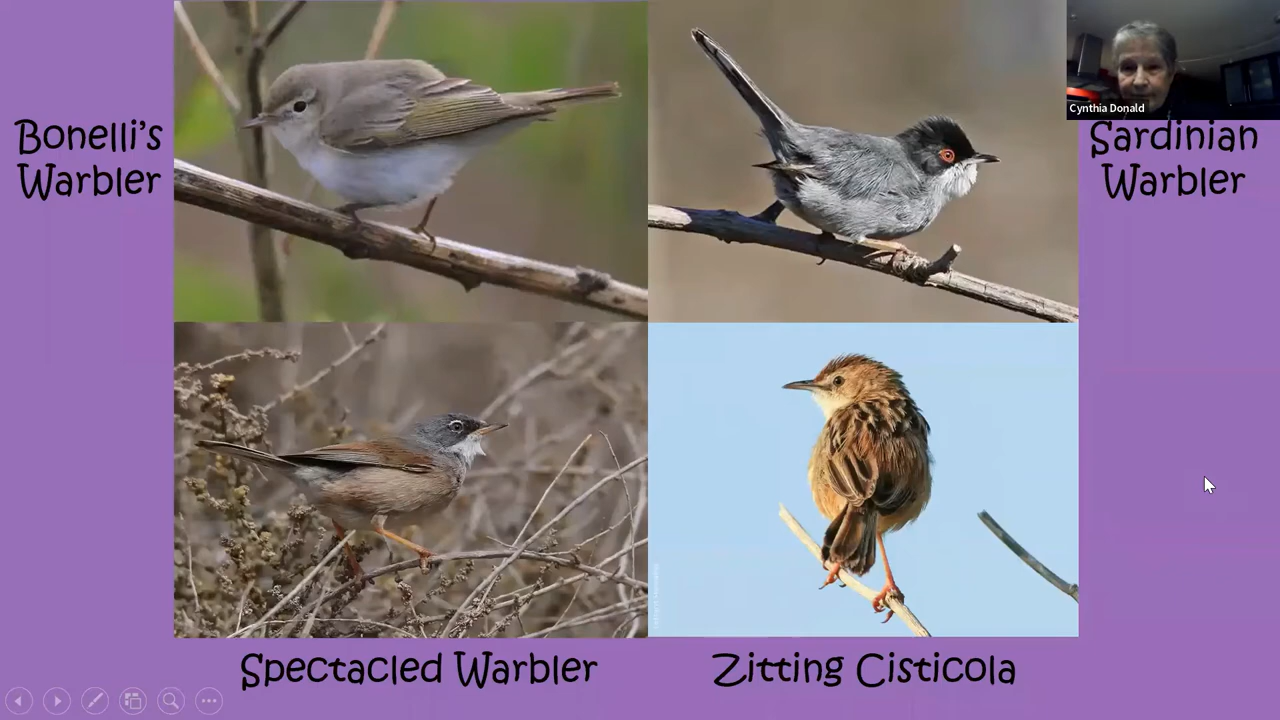 Bonelli's
Warbler
Cynthia Donald
Sardinian
Warbler
Spectacled Warbler
Zitting Cisticola